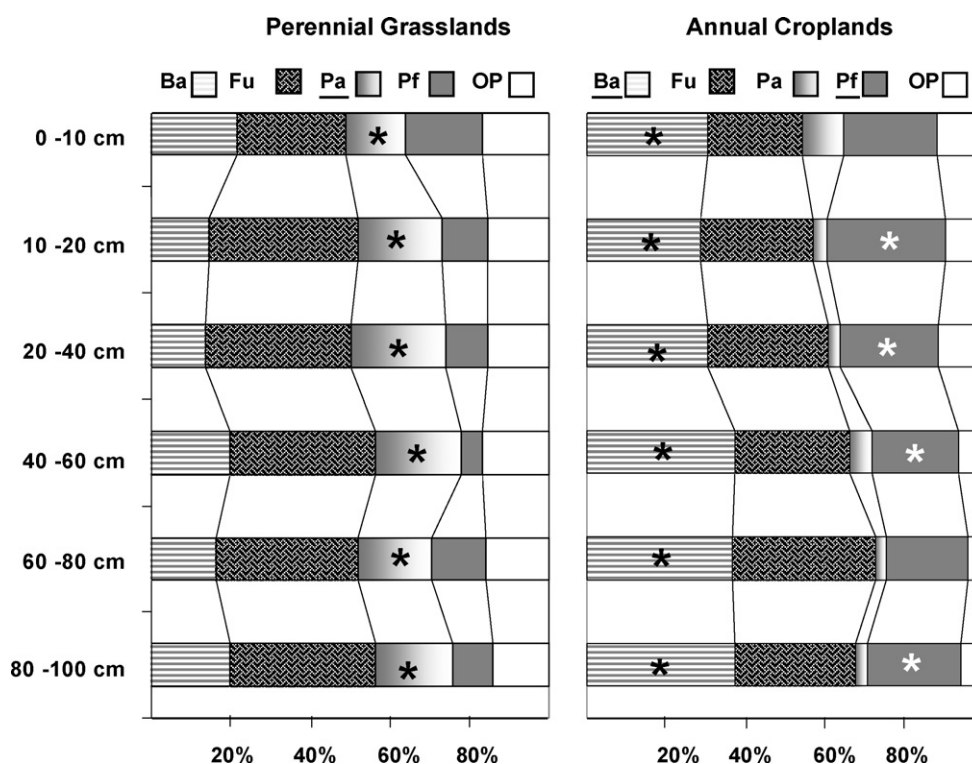 Perennial Grasslands Annual Croplands
Ba Fu Pa Pf OP Ba Fu Pa Pf OP
0 -10 cm * *
10 -20 cm * * *
20 -40 cm * * *
40 -60 cm * * *
60 -80 cm * *
80 -100 cm * * *
20% 40% 60% 80% 20% 40% 60% 80%